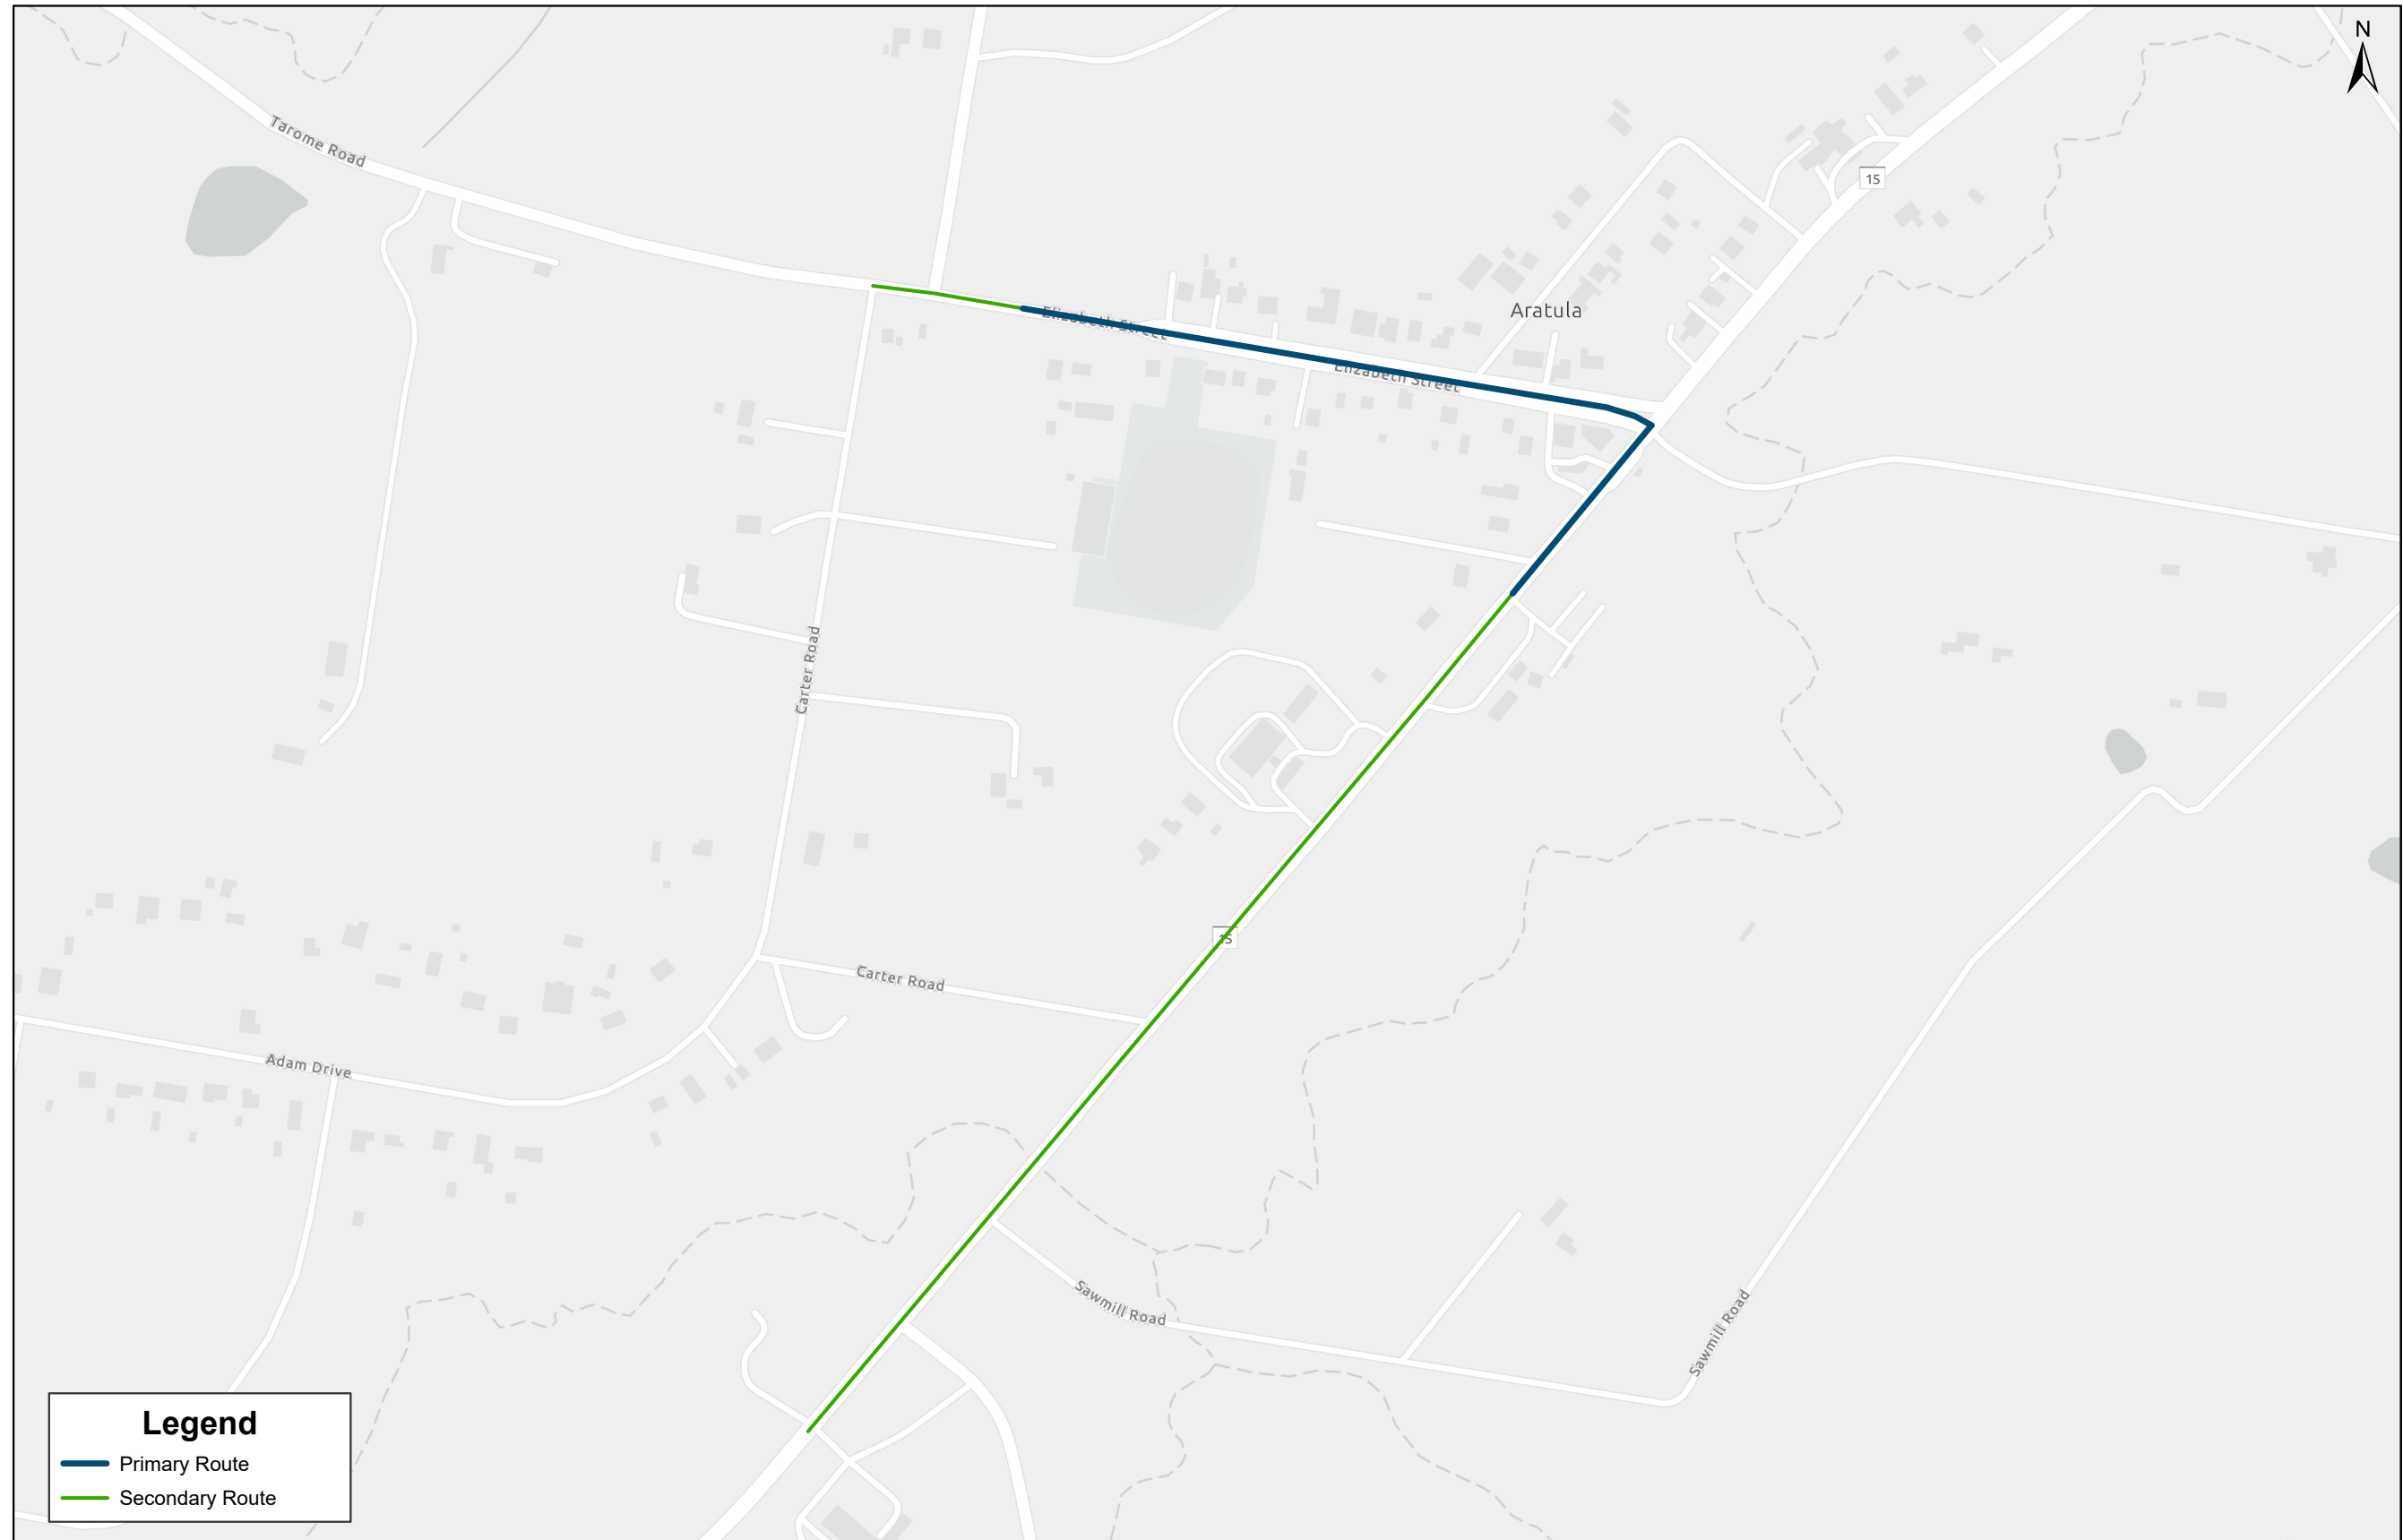 N
Tarome Road
15
Elizabeth Street
Aratula
Elizabeth Street
Carter Road
15
Carter Road
Adam Drive
Sawmill Road
Sawmill Road
Legend
Primary Route
Secondary Route